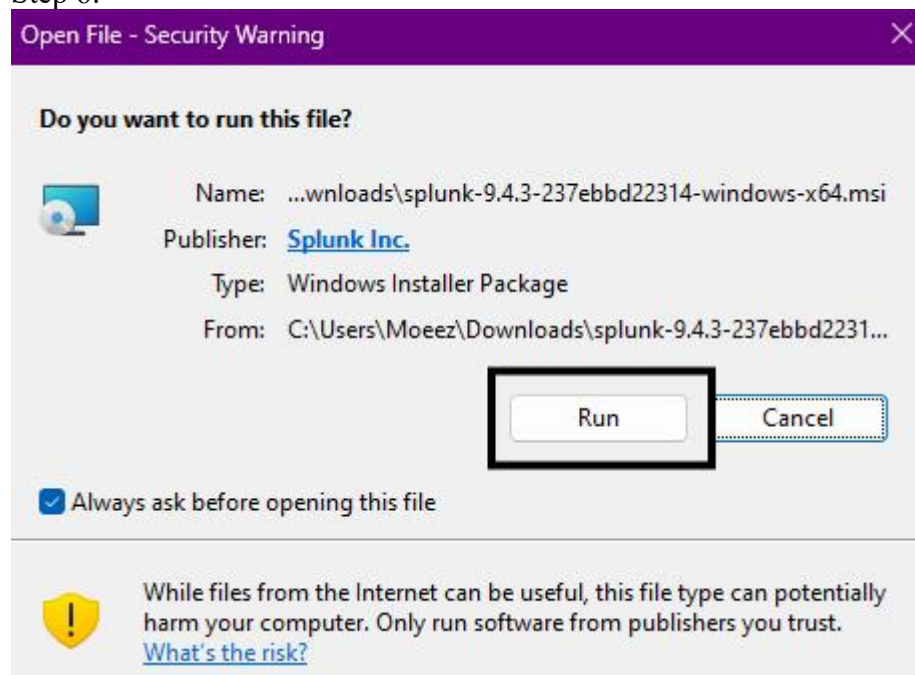 Open File - Security Warning
Do you want to run this file?
Name: ...wnloads\splunk-9.4.3-237ebbd22314-windows-x64.msi
Publisher: Splunk Inc.
Type: Windows Installer Package
From: C:\Users\Moeez\Downloads\splunk-9.4.3-237ebbd2231...
Run Cancel
Always ask before opening this file
While files from the Internet can be useful, this file type can potentially
harm your computer. Only run software from publishers you trust.
What's the risk?